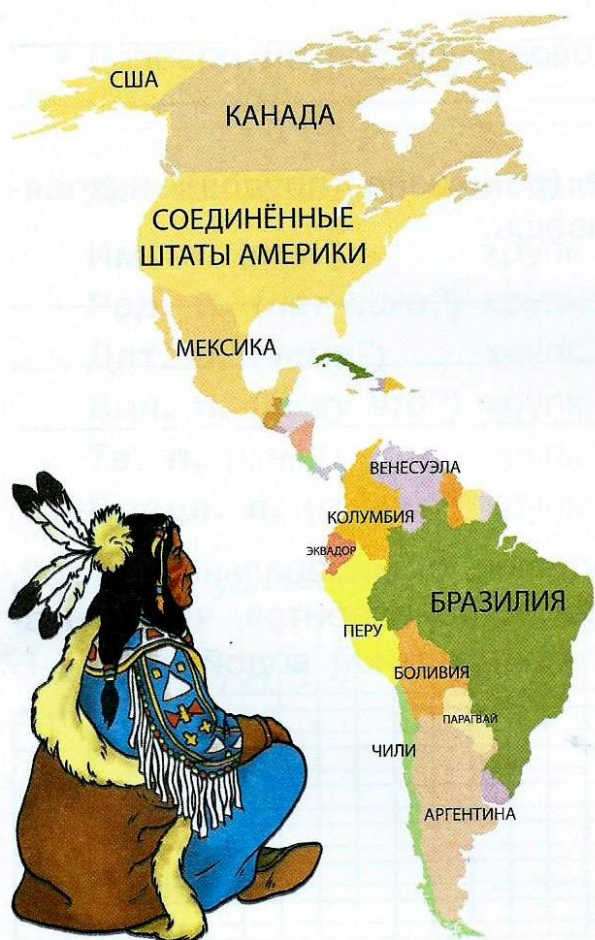 США
КАНАДА
СОЕДИНЁННЫЕ
ШТАТЫ АМЕРИКИ
МЕКСИКА
ВЕНЕСУЭЛА
КОЛУМБИЯ
ЭКВАДОР
БРАЗИЛИЯ
ПЕРУ
БОЛИВИЯ
ПАРАГВАЙ
ЧИЛИ
АРГЕНТИНА